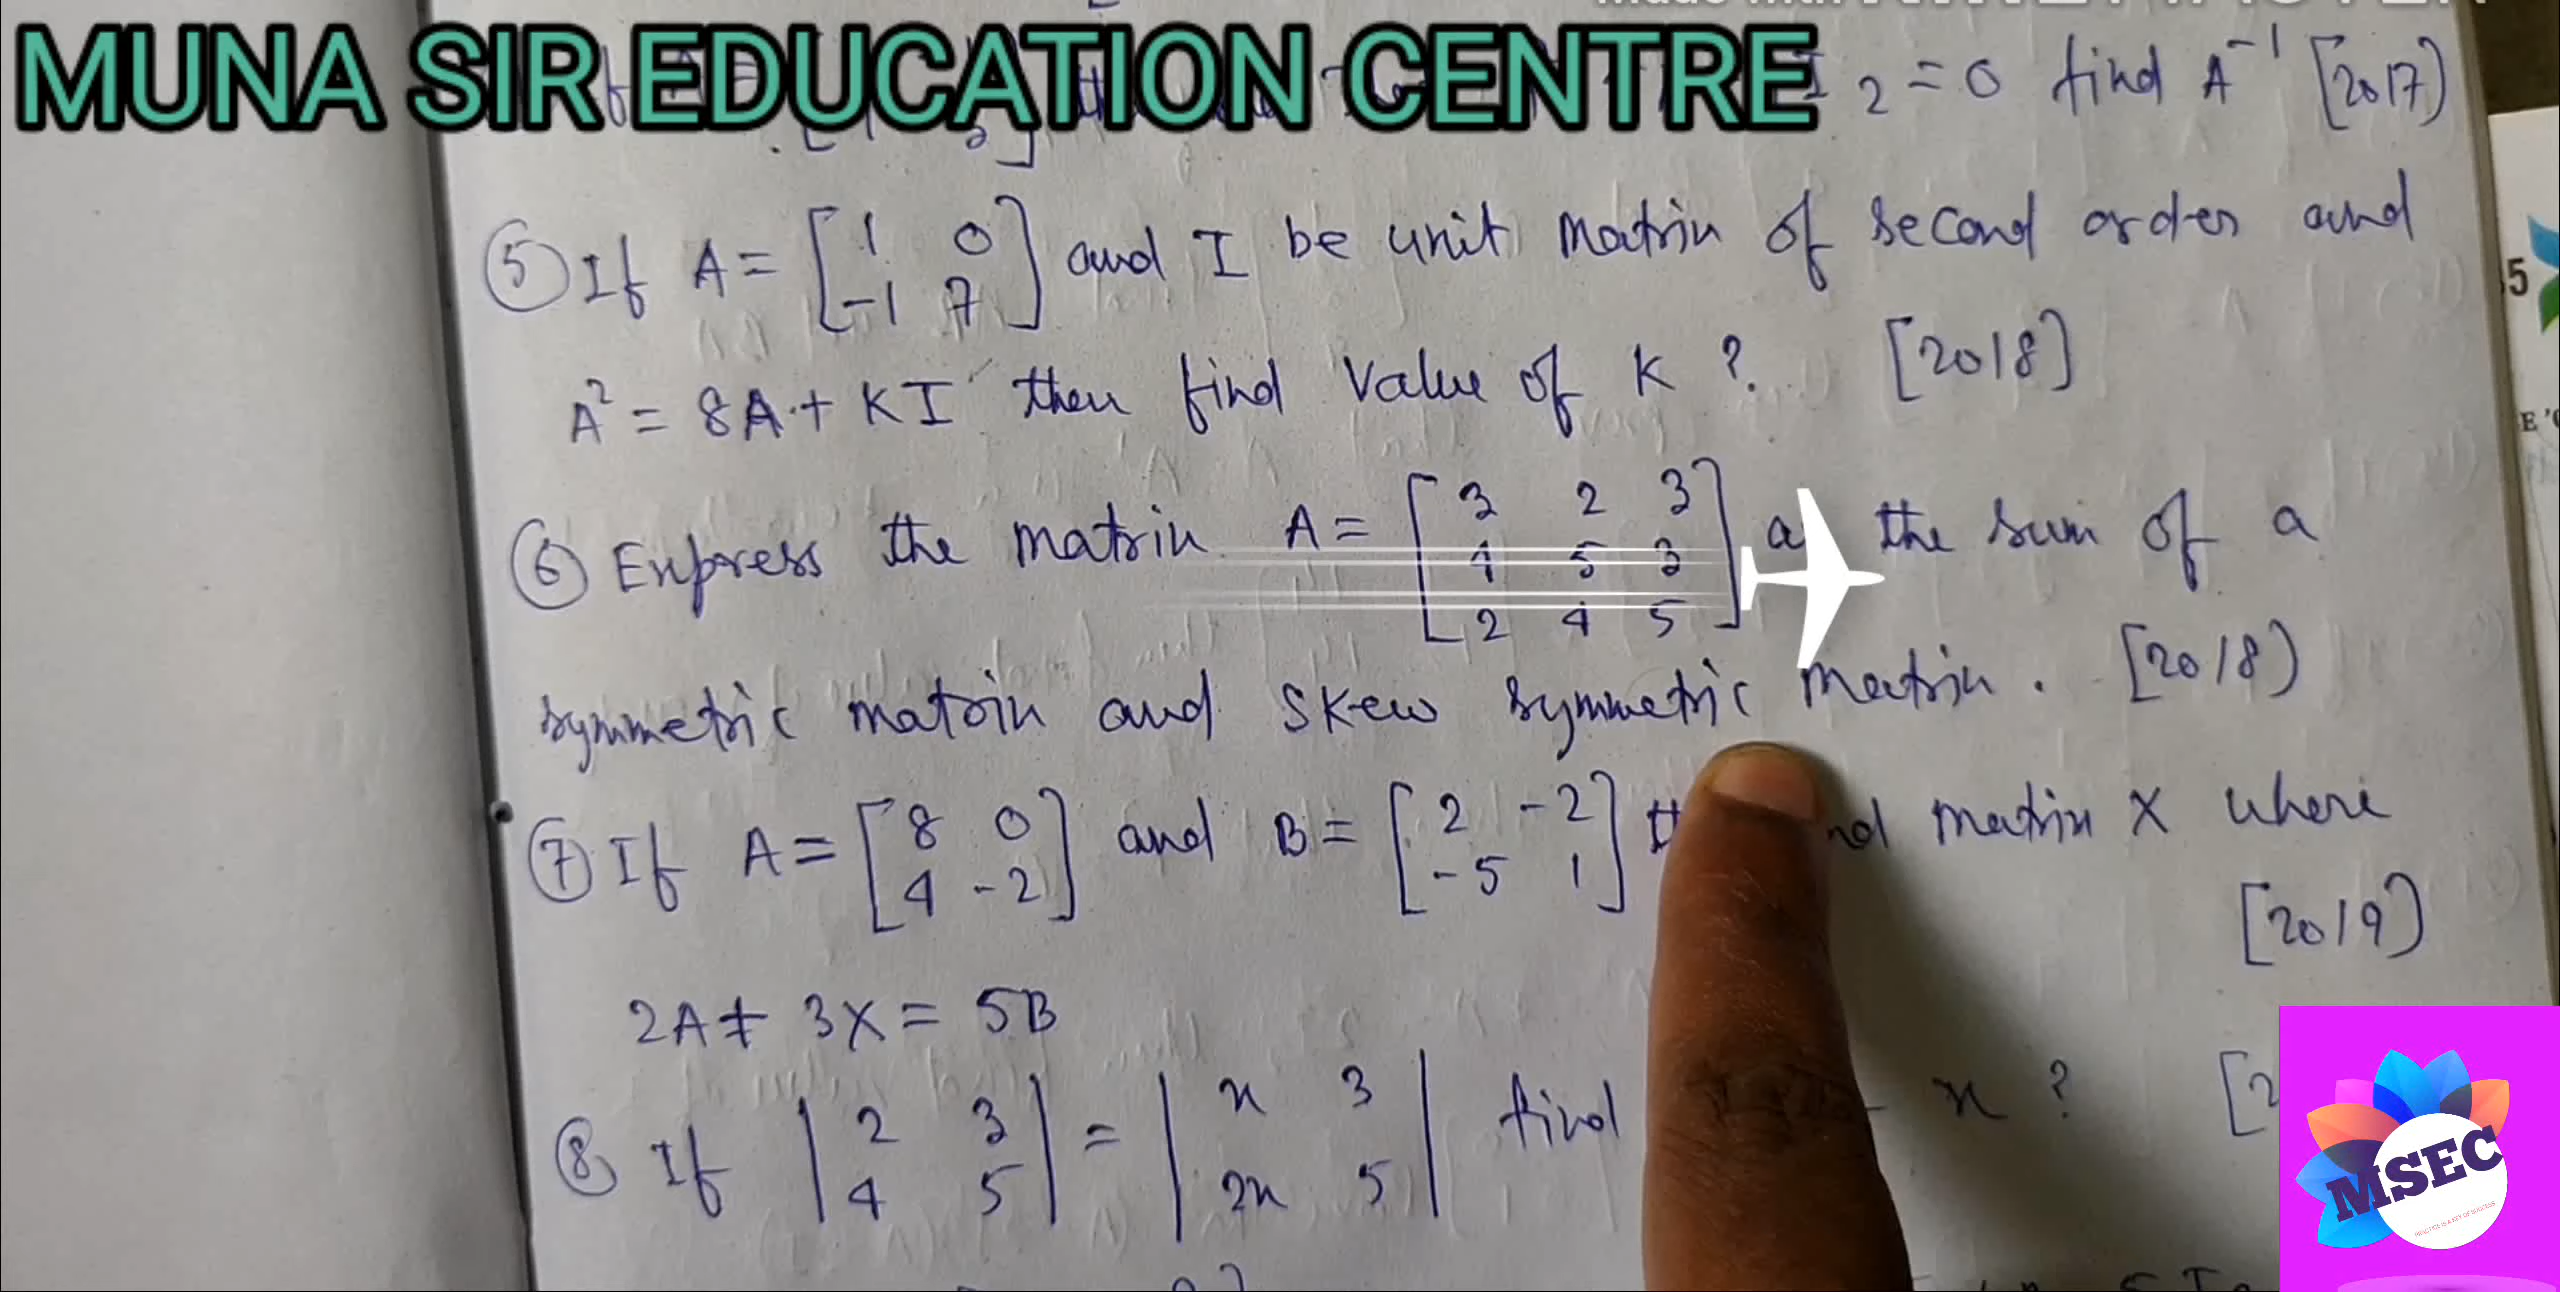 MUNA SIR EDUCATION CENTRE
2 = 0 find A⁻¹ [2017]
⑤ If A = [1 0
-1 7] and I be unit matrix of second order and
A² = 8A + KI then find value of K ? [2018]
⑥ Express the matrix A = [3 2 3
4 5 3
2 4 5] a the sum of a
symmetric matrix and skew symmetric matrix . [2018]
⑦ If A = [8 0
4 -2] and B = [2 -2
-5 1] matrix X where
[2019]
2A + 3X = 5B
⑧ If |2 3
4 5| = |x 3
2x 5| find x ?
5
MSEC